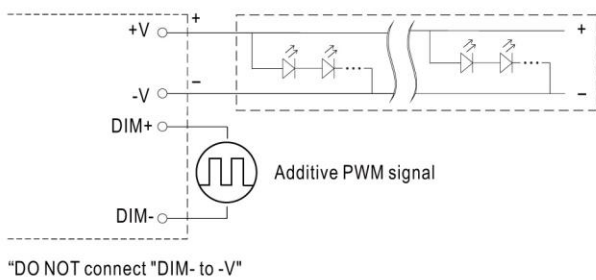 +V +
-V −
DIM+
Additive PWM signal
DIM-
+
−
“DO NOT connect "DIM- to -V"